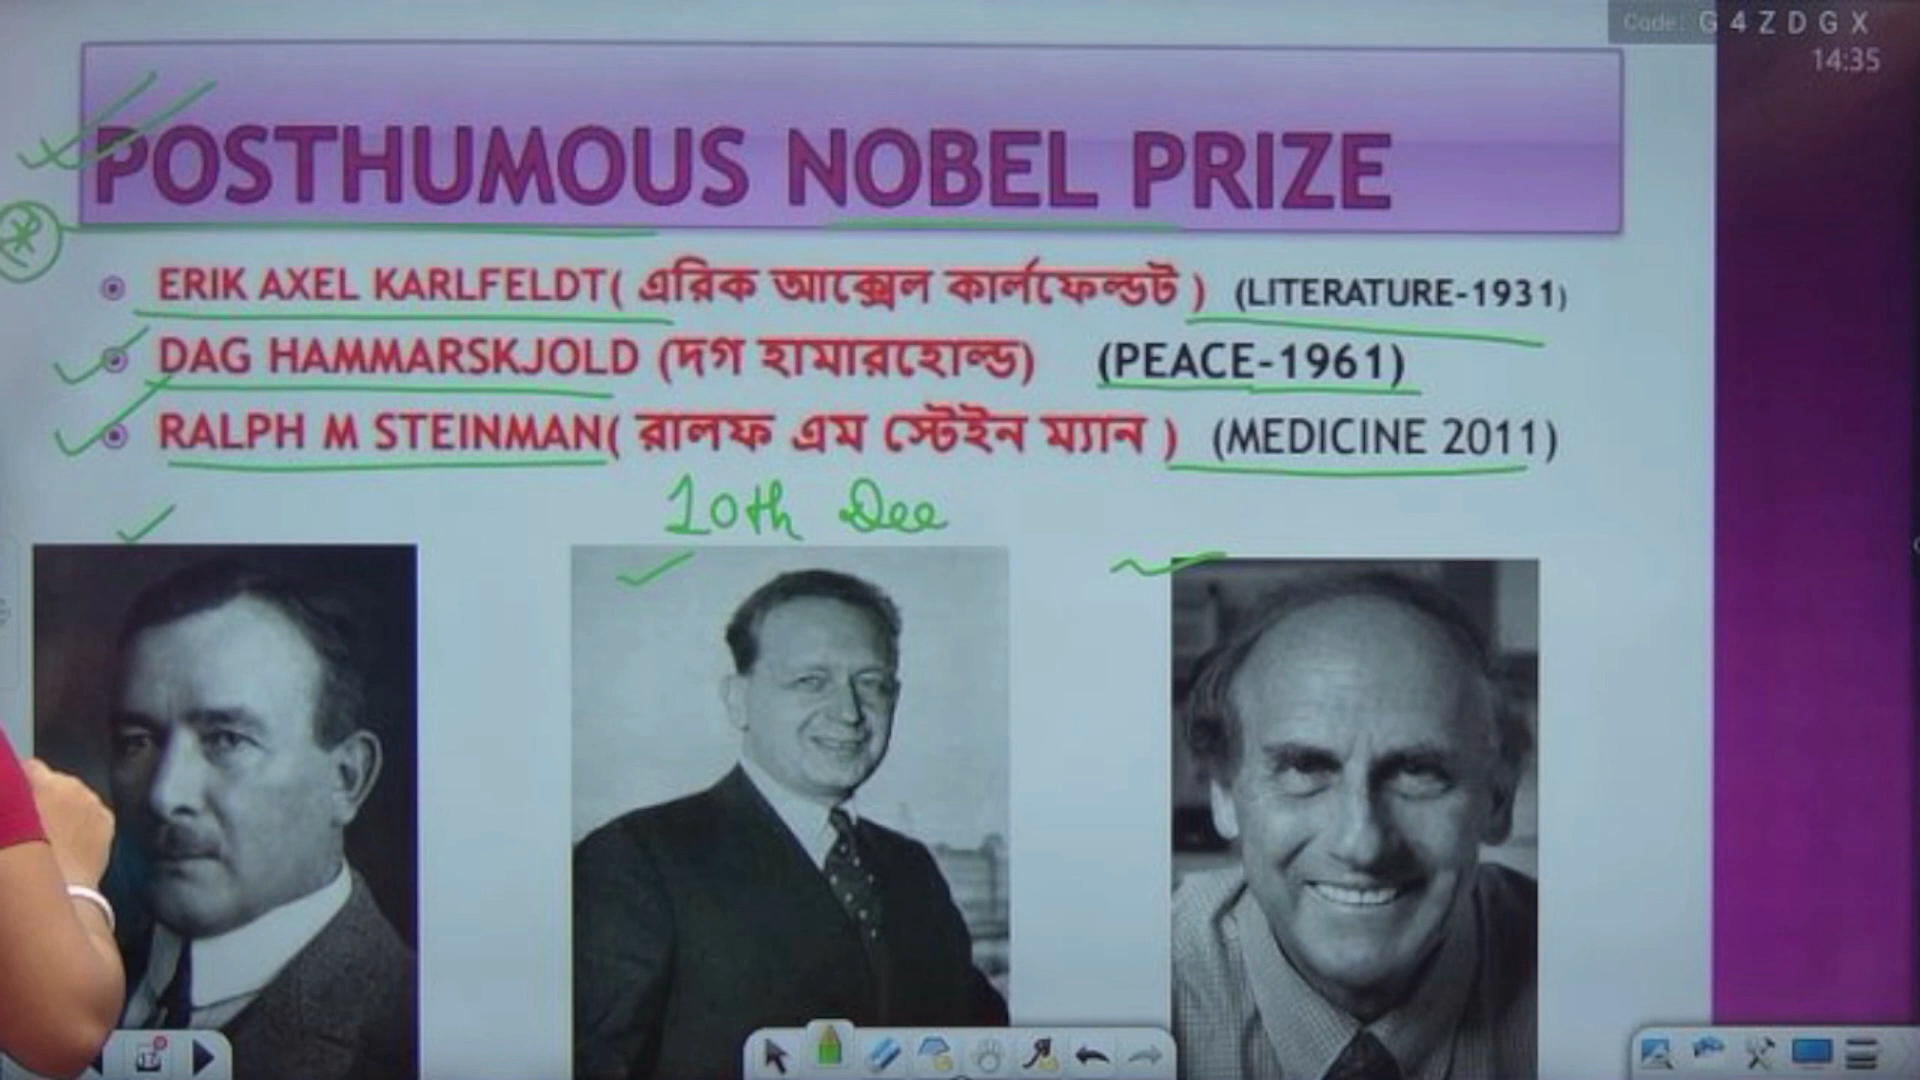 Code: G 4 Z D G X
14:35
POSTHUMOUS NOBEL PRIZE
ERIK AXEL KARLFELDT( এরিক আক্সেল কার্লফেল্ডট ) (LITERATURE-1931)
DAG HAMMARSKJOLD (দগ হামারহোল্ড) (PEACE-1961)
RALPH M STEINMAN( রালফ এম স্টেইন ম্যান ) (MEDICINE 2011)
10th Dec